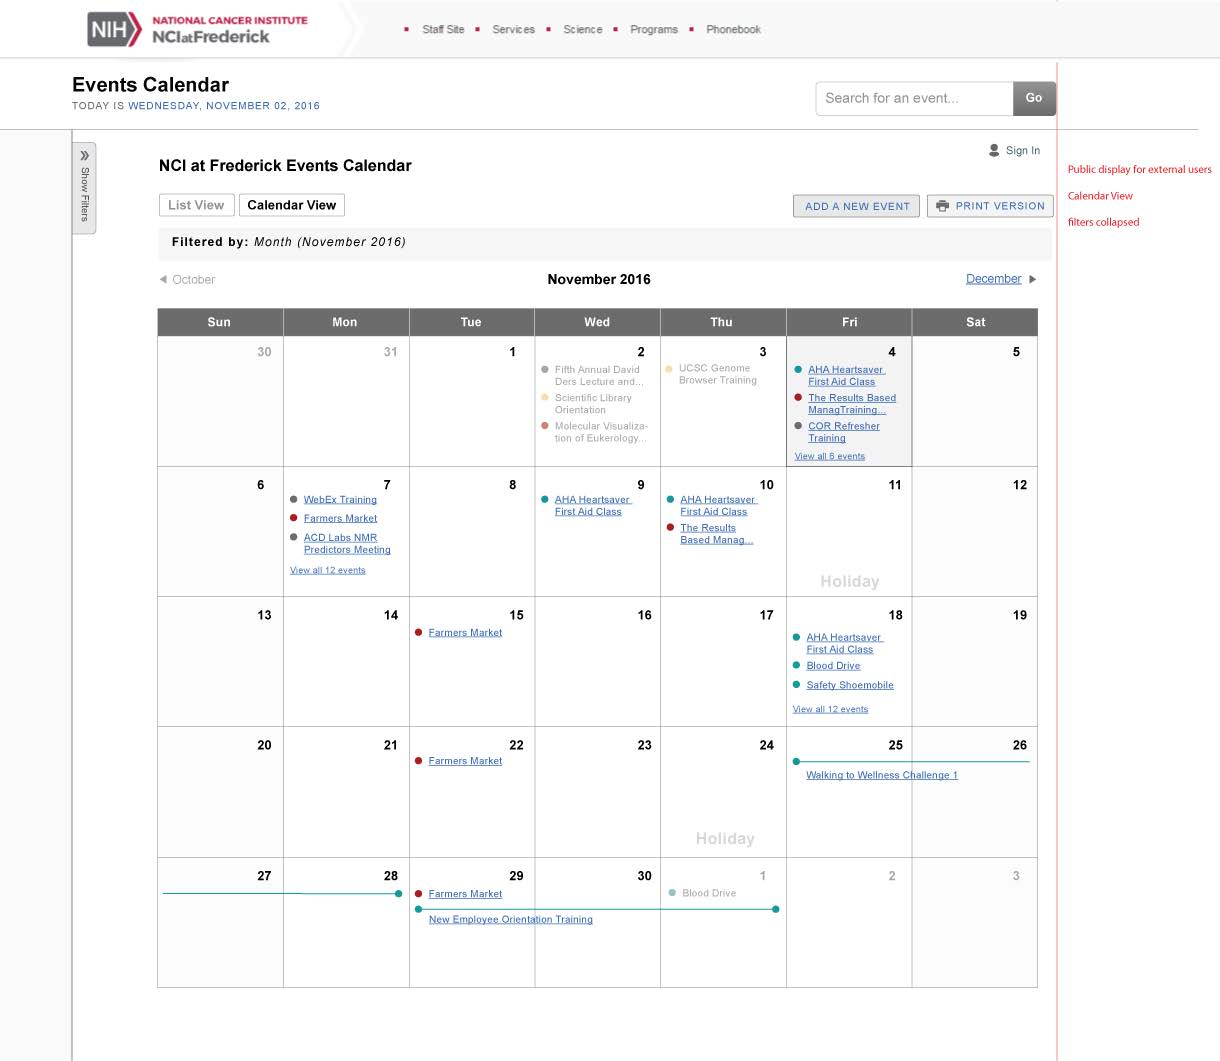 NIH NATIONAL CANCER INSTITUTE
NCIatFrederick
Staff Site Services Science Programs Phonebook
Events Calendar
TODAY IS WEDNESDAY, NOVEMBER 02, 2016
Search for an event... Go
Show Filters
Sign In
NCI at Frederick Events Calendar
Public display for external users
Calendar View
filters collapsed
List View Calendar View
ADD A NEW EVENT PRINT VERSION
Filtered by: Month (November 2016)
October November 2016 December
Sun Mon Tue Wed Thu Fri Sat
30 31 1 2 3 4 5
Fifth Annual David
Ders Lecture and...
Scientific Library
Orientation
Molecular Visualiza-
tion of Eukerology...
UCSC Genome
Browser Training
AHA Heartsaver
First Aid Class
The Results Based
ManagTraining...
COR Refresher
Training
View all 6 events
6 7 8 9 10 11 12
WebEx Training
Farmers Market
ACD Labs NMR
Predictors Meeting
View all 12 events
AHA Heartsaver
First Aid Class
AHA Heartsaver
First Aid Class
The Results
Based Manag...
Holiday
13 14 15 16 17 18 19
Farmers Market
AHA Heartsaver
First Aid Class
Blood Drive
Safety Shoemobile
View all 12 events
20 21 22 23 24 25 26
Farmers Market
Holiday
Walking to Wellness Challenge 1
27 28 29 30 1 2 3
Farmers Market
New Employee Orientation Training
Blood Drive